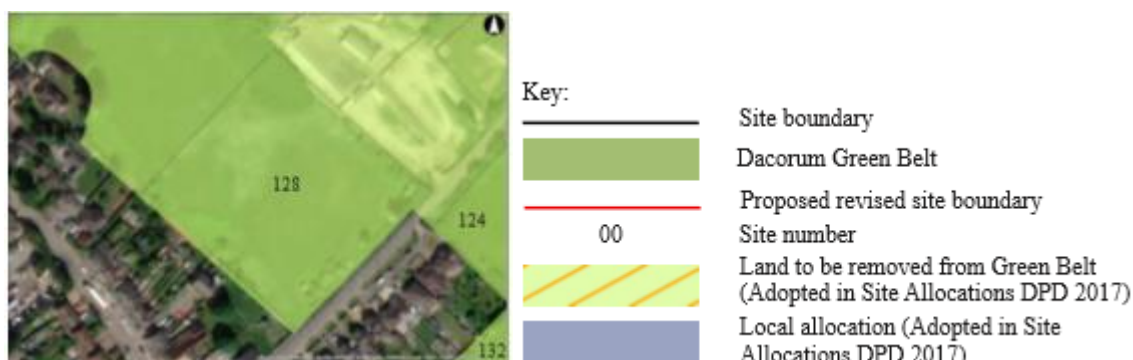 128
124
132
Key:
Site boundary
Dacorum Green Belt
Proposed revised site boundary
00
Site number
Land to be removed from Green Belt
(Adopted in Site Allocations DPD 2017)
Local allocation (Adopted in Site
Allocations DPD 2017)